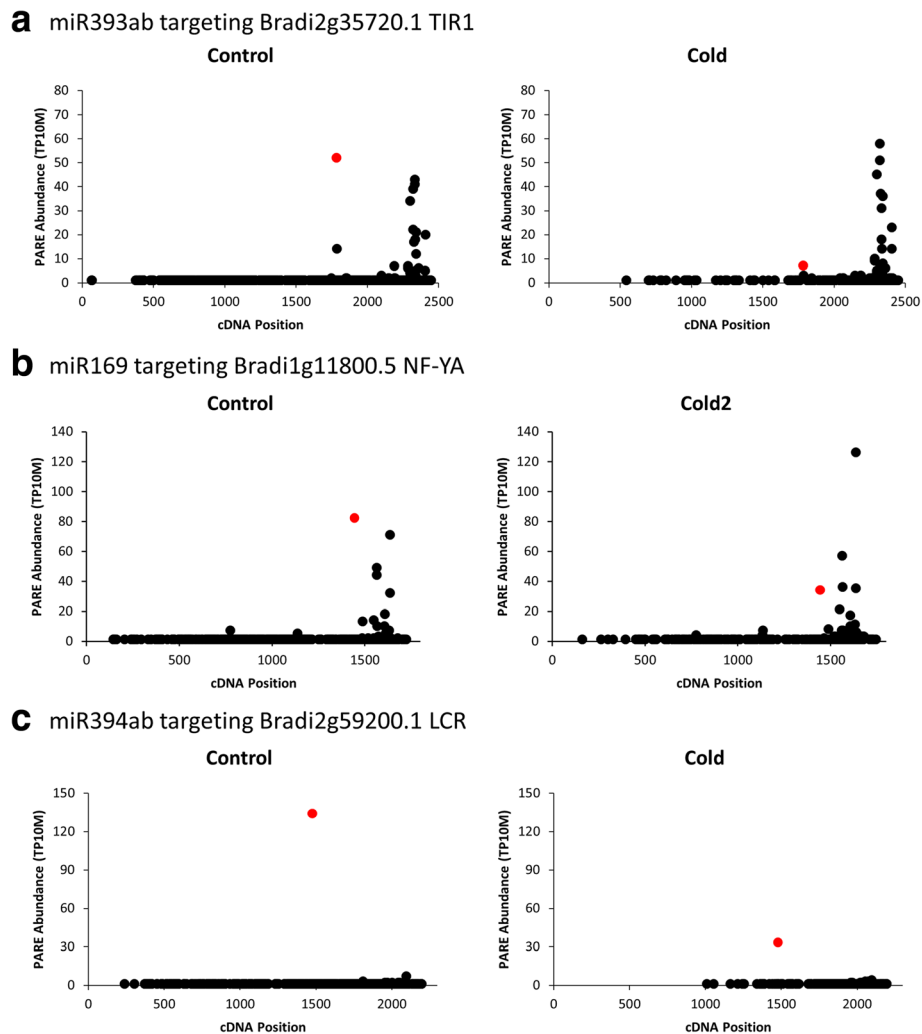 a miR393ab targeting Bradi2g35720.1 TIR1
Control
Cold
PARE Abundance (TP10M)
80
70
60
50
40
30
20
10
0
0 500 1000 1500 2000 2500
cDNA Position
PARE Abundance (TP10M)
80
70
60
50
40
30
20
10
0
0 500 1000 1500 2000 2500
cDNA Position
b miR169 targeting Bradi1g11800.5 NF-YA
Control
Cold2
PARE Abundance (TP10M)
140
120
100
80
60
40
20
0
0 500 1000 1500
cDNA Position
PARE Abundance (TP10M)
140
120
100
80
60
40
20
0
0 500 1000 1500
cDNA Position
c miR394ab targeting Bradi2g59200.1 LCR
Control
Cold
PARE Abundance (TP10M)
150
120
90
60
30
0
0 500 1000 1500 2000
cDNA Position
PARE Abundance (TP10M)
150
120
90
60
30
0
0 500 1000 1500 2000
cDNA Position